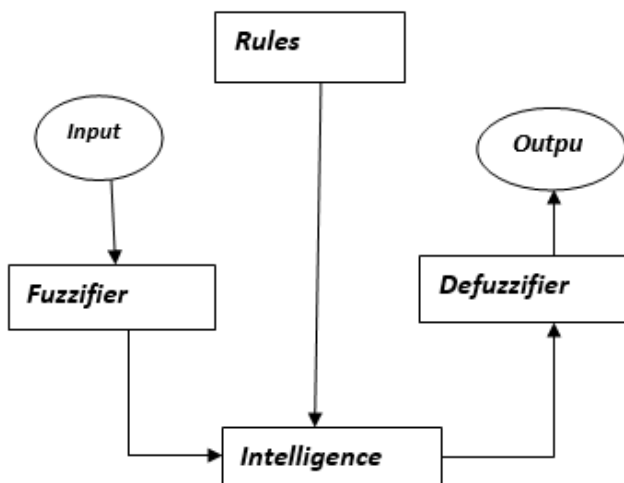 Rules
Input
Outpu
Fuzzifier
Defuzzifier
Intelligence